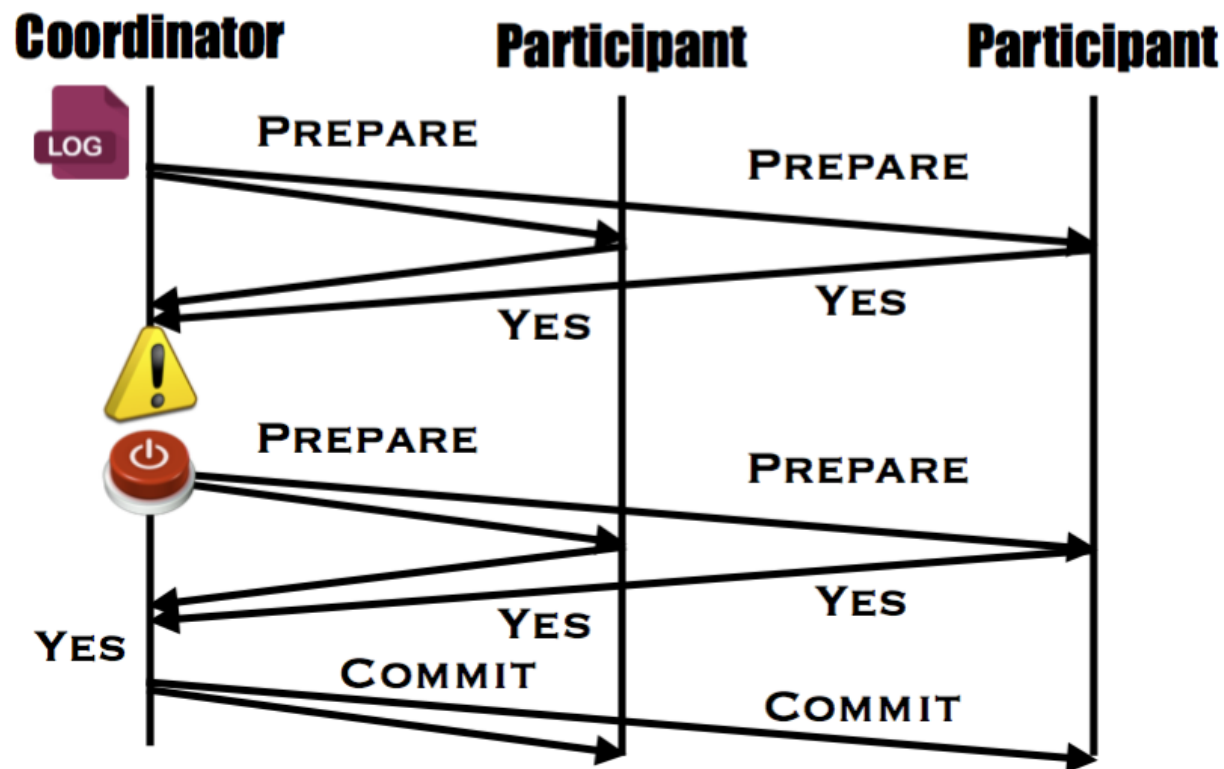 Coordinator Participant Participant
LOG
PREPARE
PREPARE
YES
YES
PREPARE
PREPARE
YES
YES
YES
COMMIT
COMMIT